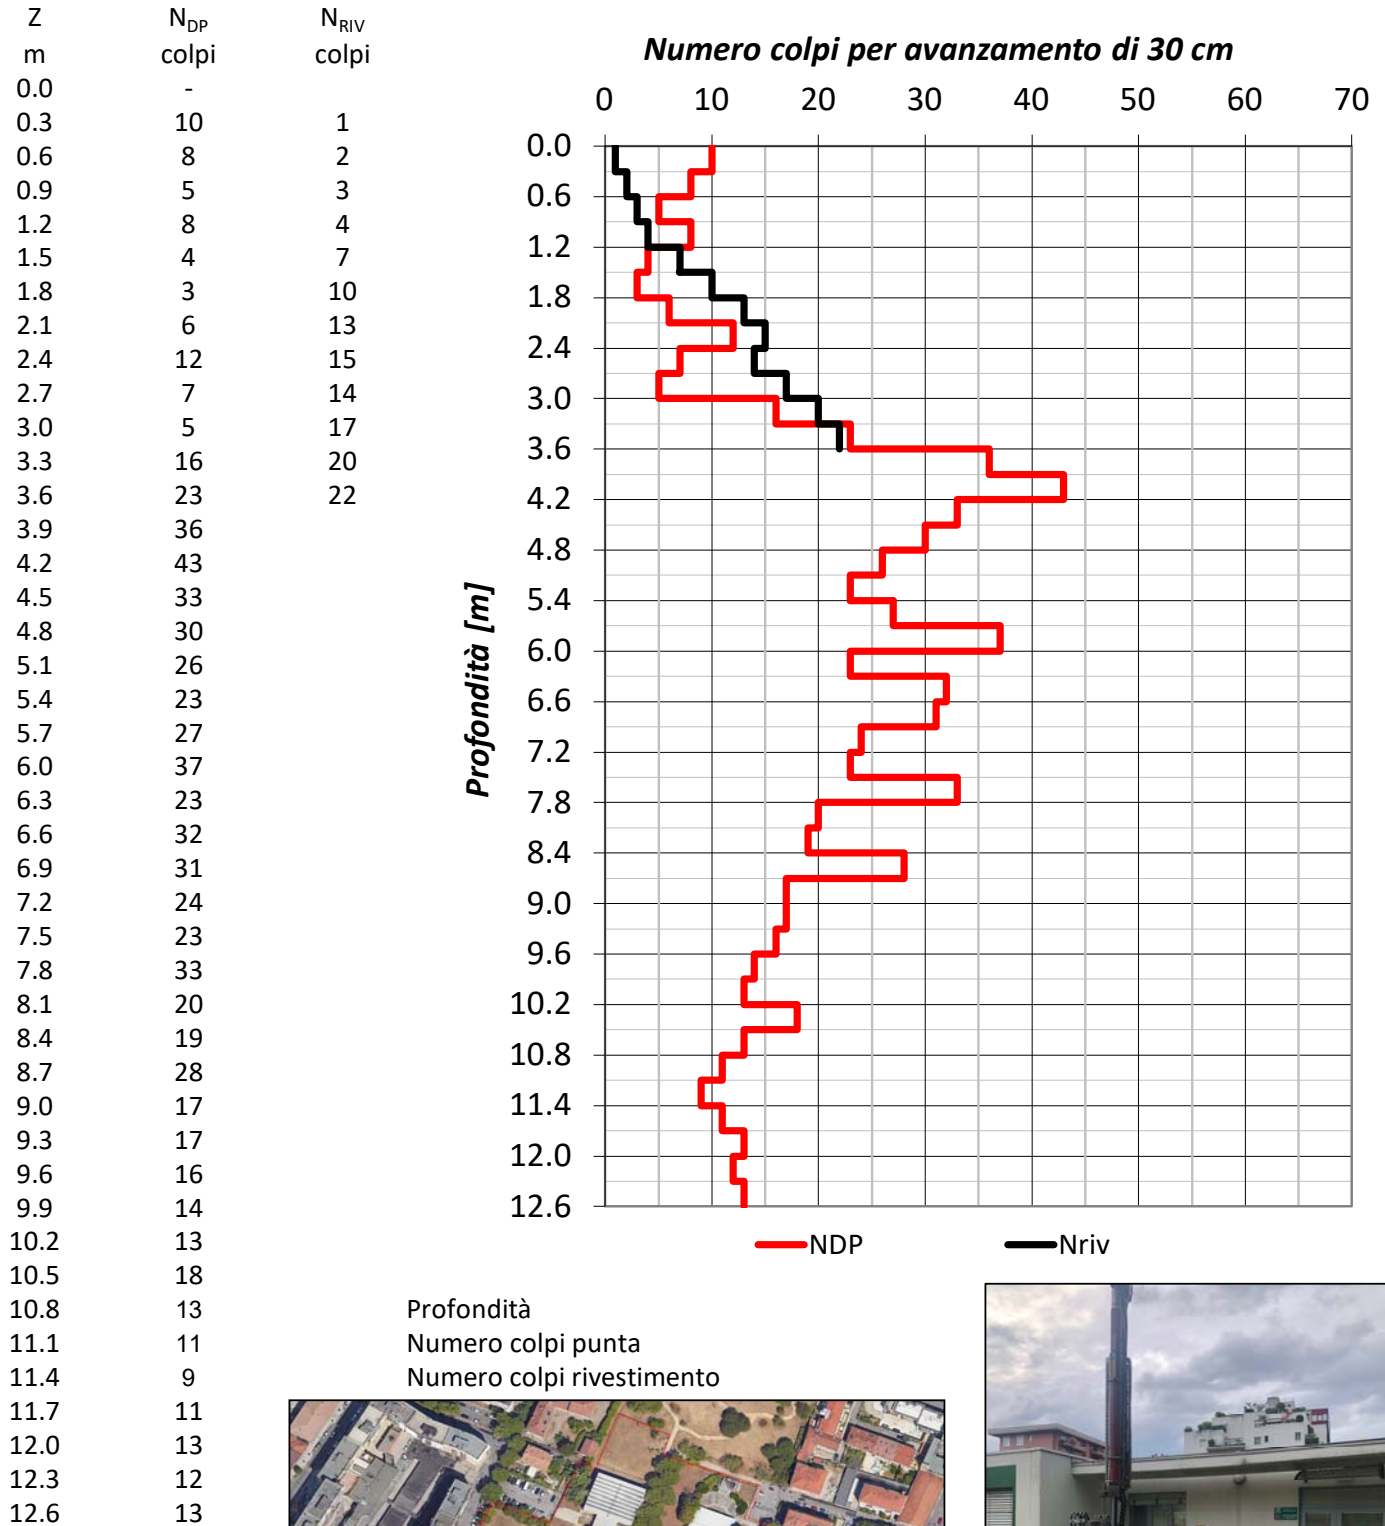 Z N_DP N_RIV
m colpi colpi
0.0 -
0.3 10 1
0.6 8 2
0.9 5 3
1.2 8 4
1.5 4 7
1.8 3 10
2.1 6 13
2.4 12 15
2.7 7 14
3.0 5 17
3.3 16 20
3.6 23 22
3.9 36
4.2 43
4.5 33
4.8 30
5.1 26
5.4 23
5.7 27
6.0 37
6.3 23
6.6 32
6.9 31
7.2 24
7.5 23
7.8 33
8.1 20
8.4 19
8.7 28
9.0 17
9.3 17
9.6 16
9.9 14
10.2 13
10.5 18
10.8 13
11.1 11
11.4 9
11.7 11
12.0 13
12.3 12
12.6 13
Numero colpi per avanzamento di 30 cm
0 10 20 30 40 50 60 70
Profondità [m]
0.0
0.6
1.2
1.8
2.4
3.0
3.6
4.2
4.8
5.4
6.0
6.6
7.2
7.8
8.4
9.0
9.6
10.2
10.8
11.4
12.0
12.6
NDP Nriv
Profondità
Numero colpi punta
Numero colpi rivestimento